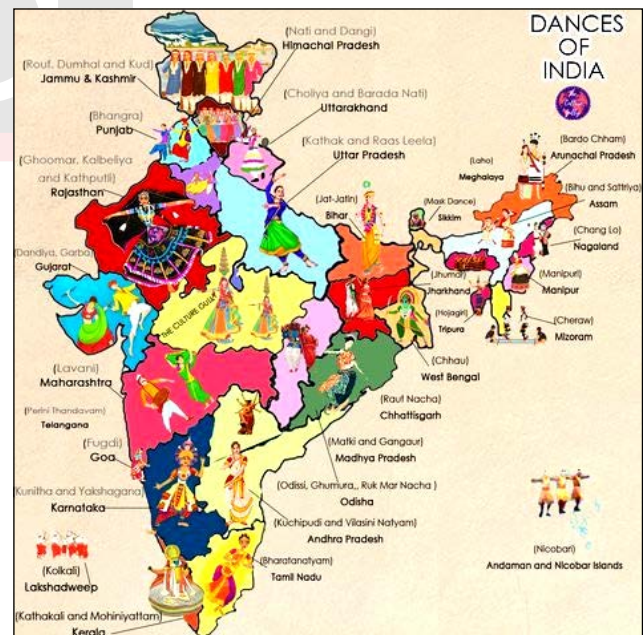 DANCES
OF
INDIA
(Nati and Dangi)
Himachal Pradesh
(Rouf, Dumhal and Kud)
Jammu & Kashmir
(Choliya and Barada Nati)
Uttarakhand
(Bhangra)
Punjab
(Kathak and Raas Leela)
Uttar Pradesh
(Ghoomar, Kalbeliya
and Kathputli)
Rajasthan
(Bardo Chham)
Arunachal Pradesh
(Laho)
Meghalaya
(Bihu and Sattriya)
Assam
(Jat-Jatin)
Bihar
(Mask Dance)
Sikkim
(Chang Lo)
Nagaland
(Dandiya, Garba)
Gujarat
(Jhumar)
Jharkhand
(Manipuri)
Manipur
THE CULTURE GULLY
(Hojagiri)
Tripura
(Cheraw)
Mizoram
(Lavani)
Maharashtra
(Chhau)
West Bengal
(Perini Thandavam)
Telangana
(Raut Nacha)
Chhattisgarh
(Fugdi)
Goa
(Matki and Gangaur)
Madhya Pradesh
(Kunitha and Yakshagana)
Karnataka
(Odissi, Ghumura,, Ruk Mar Nacha )
Odisha
(Kuchipudi and Vilasini Natyam)
Andhra Pradesh
(Nicobari)
Andaman and Nicobar Islands
(Kolkali)
Lakshadweep
(Bharatanatyam)
Tamil Nadu
(Kathakali and Mohiniyattam)
Kerala